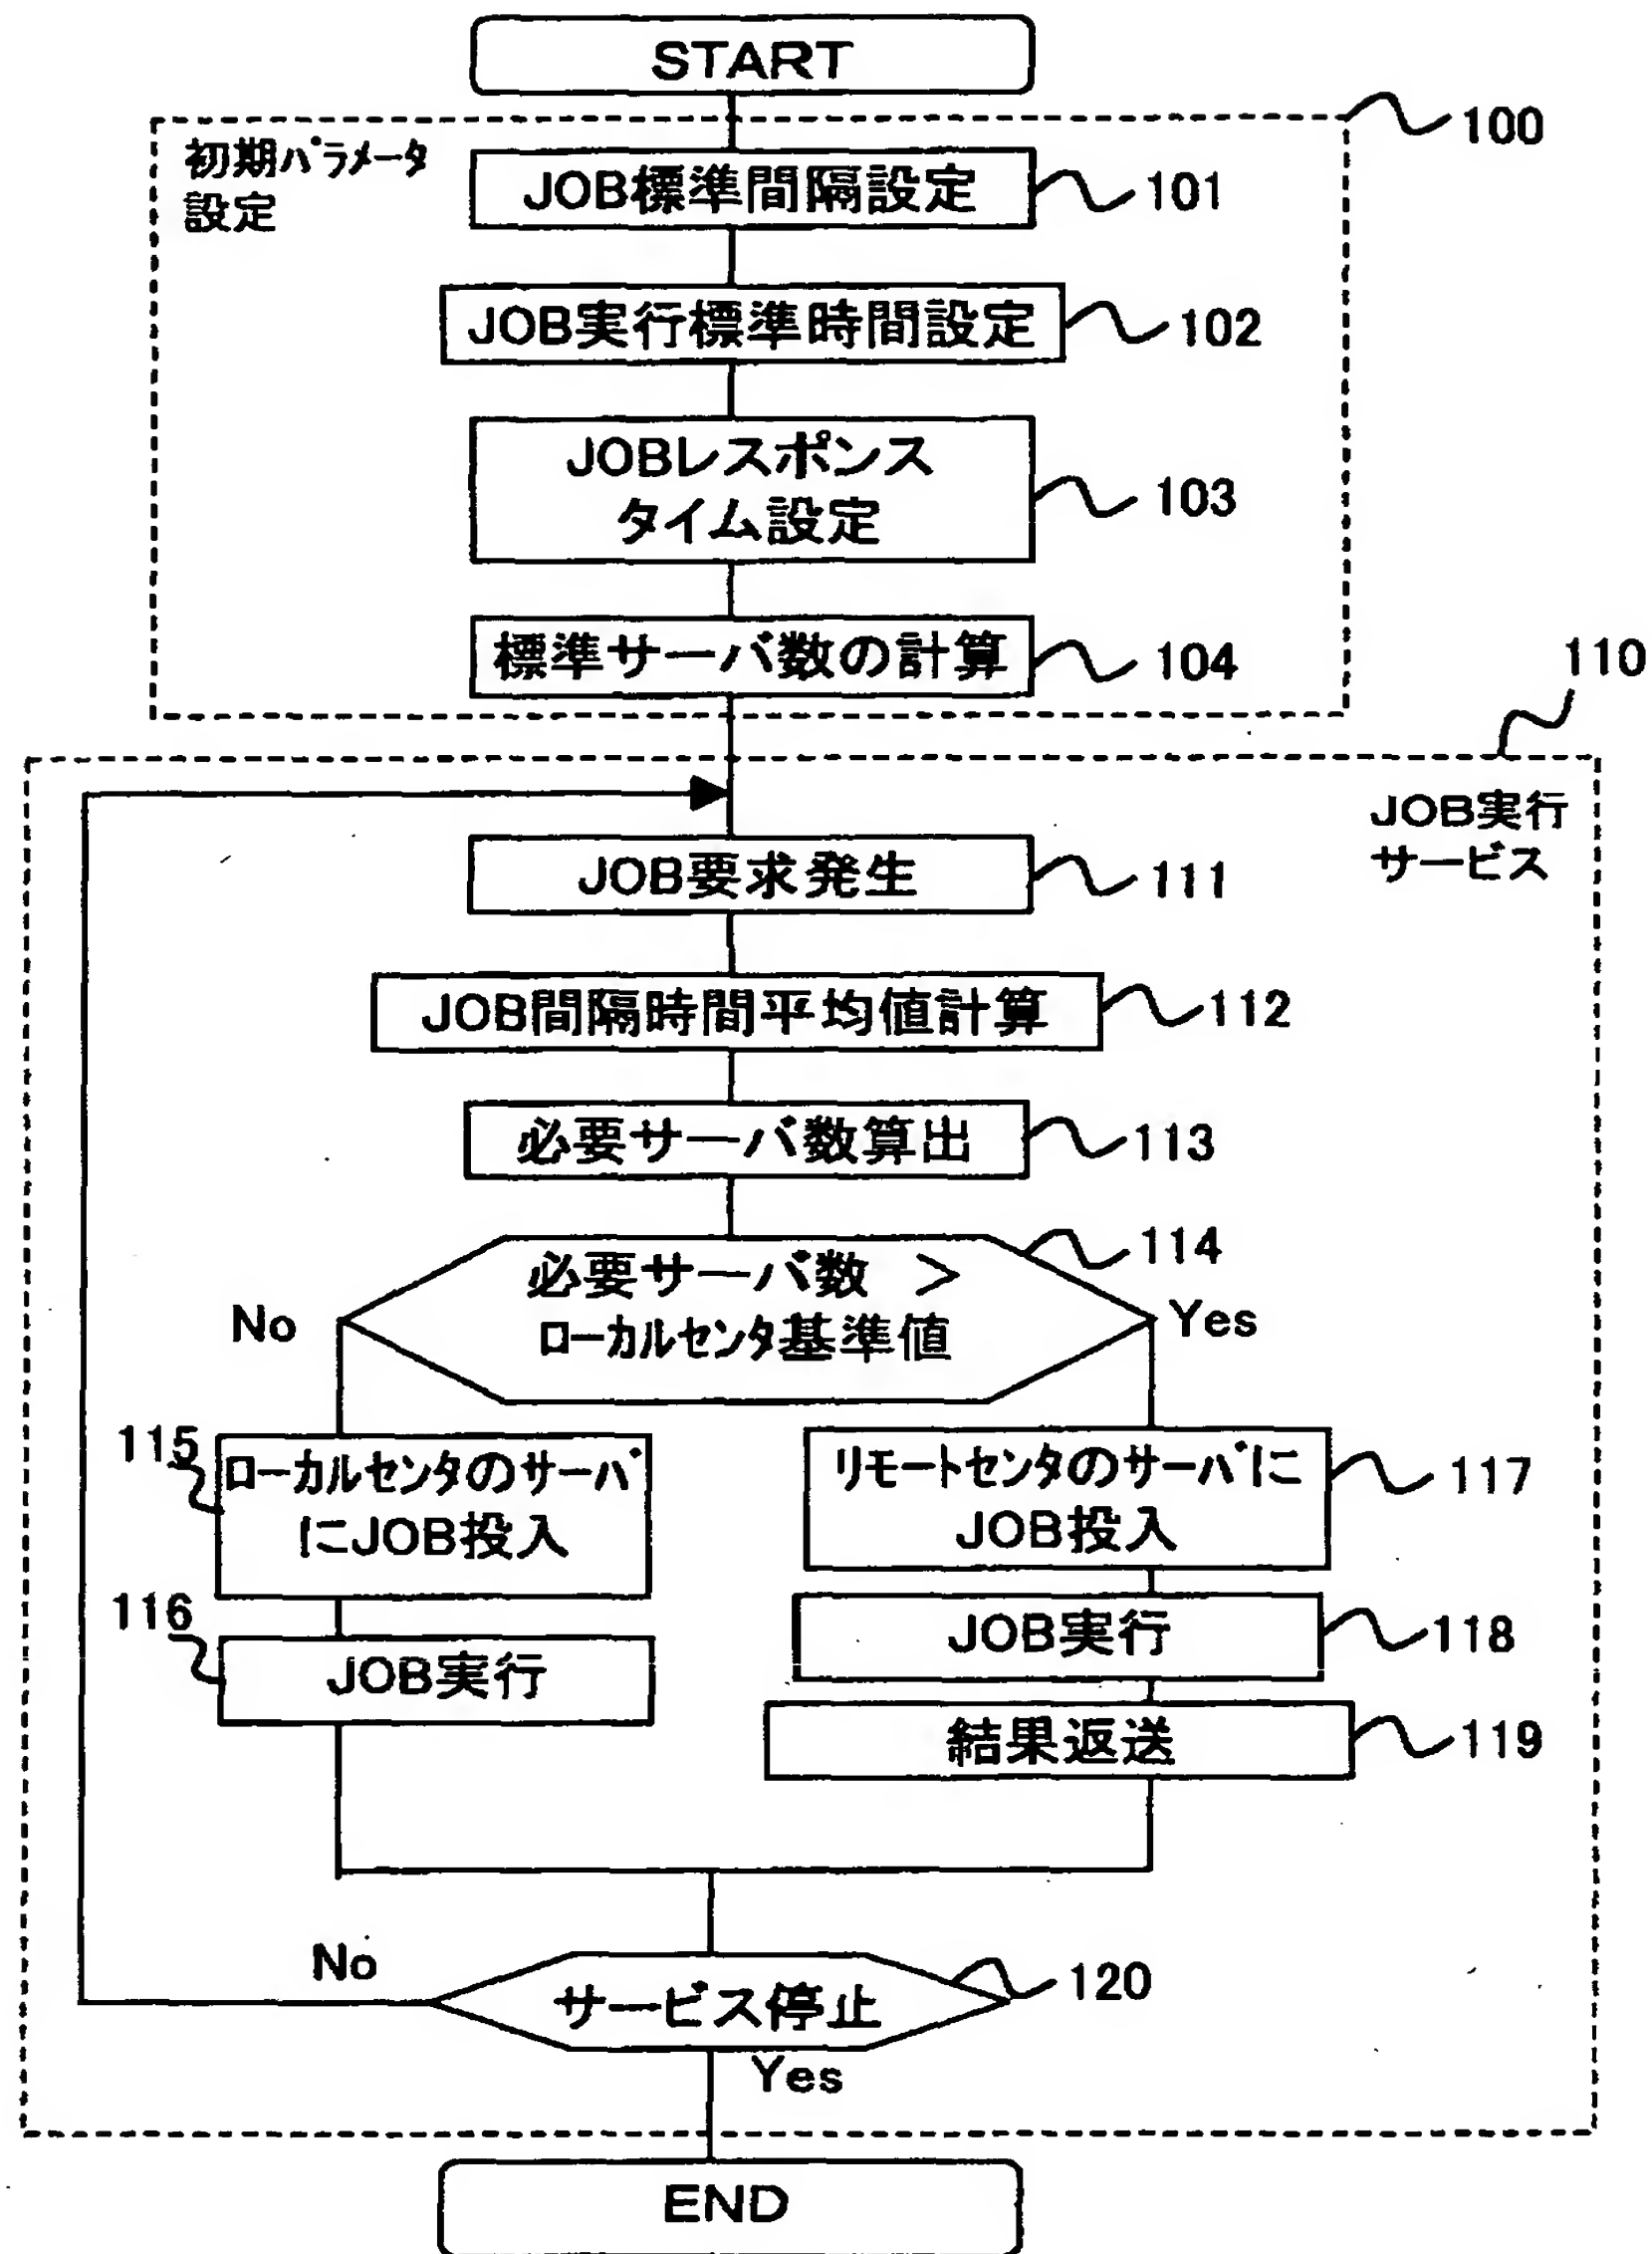 START
100
初期パラメータ
設定
JOB標準間隔設定
101
JOB実行標準時間設定
102
JOBレスポンス
タイム設定
103
標準サーバ数の計算
104
110
JOB実行
サービス
JOB要求発生
111
JOB間隔時間平均値計算
112
必要サーバ数算出
113
必要サーバ数 >
ローカルセンタ基準値
114
No
Yes
115
ローカルセンタのサーバ
にJOB投入
リモートセンタのサーバに
JOB投入
117
116
JOB実行
JOB実行
118
結果返送
119
No
サービス停止
120
Yes
END